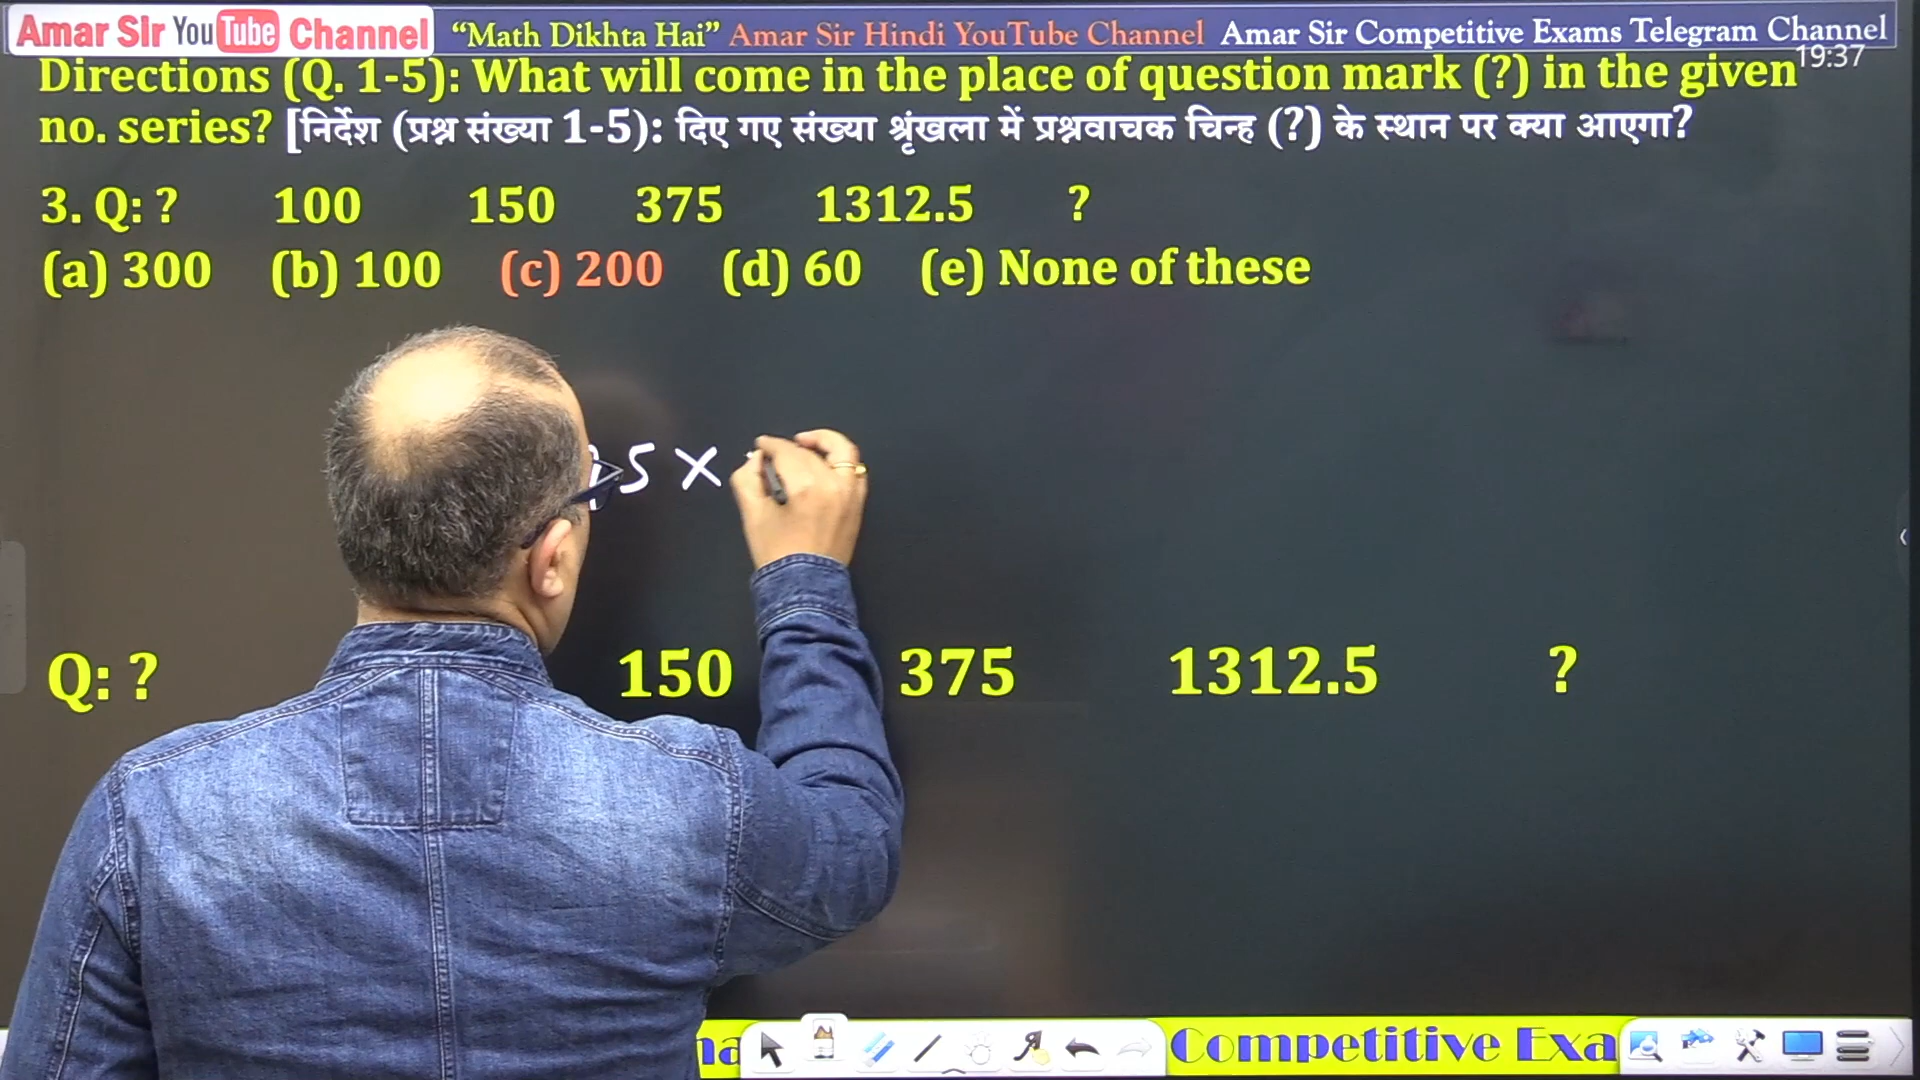 Amar Sir YouTube Channel "Math Dikhta Hai" Amar Sir Hindi YouTube Channel Amar Sir Competitive Exams Telegram Channel
19:37
Directions (Q. 1-5): What will come in the place of question mark (?) in the given
no. series? [निर्देश (प्रश्न संख्या 1-5): दिए गए संख्या श्रृंखला में प्रश्नवाचक चिन्ह (?) के स्थान पर क्या आएगा?
3. Q: ? 100 150 375 1312.5 ?
(a) 300 (b) 100 (c) 200 (d) 60 (e) None of these
5 ×
Q: ? 150 375 1312.5 ?
Competitive Exa